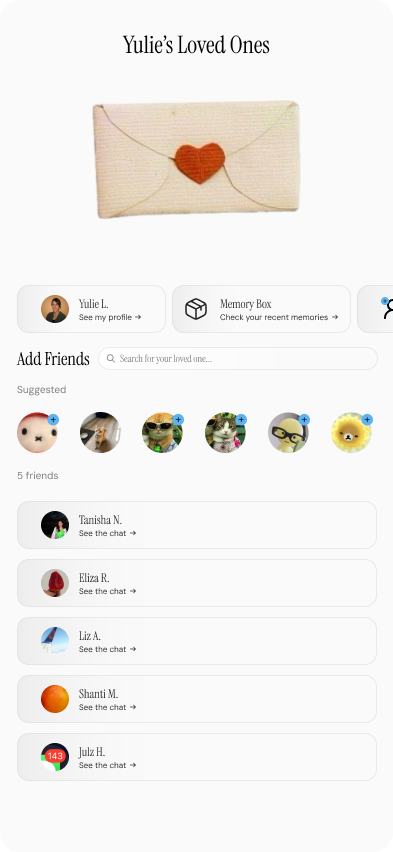 Yulie's Loved Ones
Yulie L.
See my profile →
Memory Box
Check your recent memories →
Add Friends
Search for your loved one...
Suggested
5 friends
Tanisha N.
See the chat →
Eliza R.
See the chat →
Liz A.
See the chat →
Shanti M.
See the chat →
Julz H.
143
See the chat →